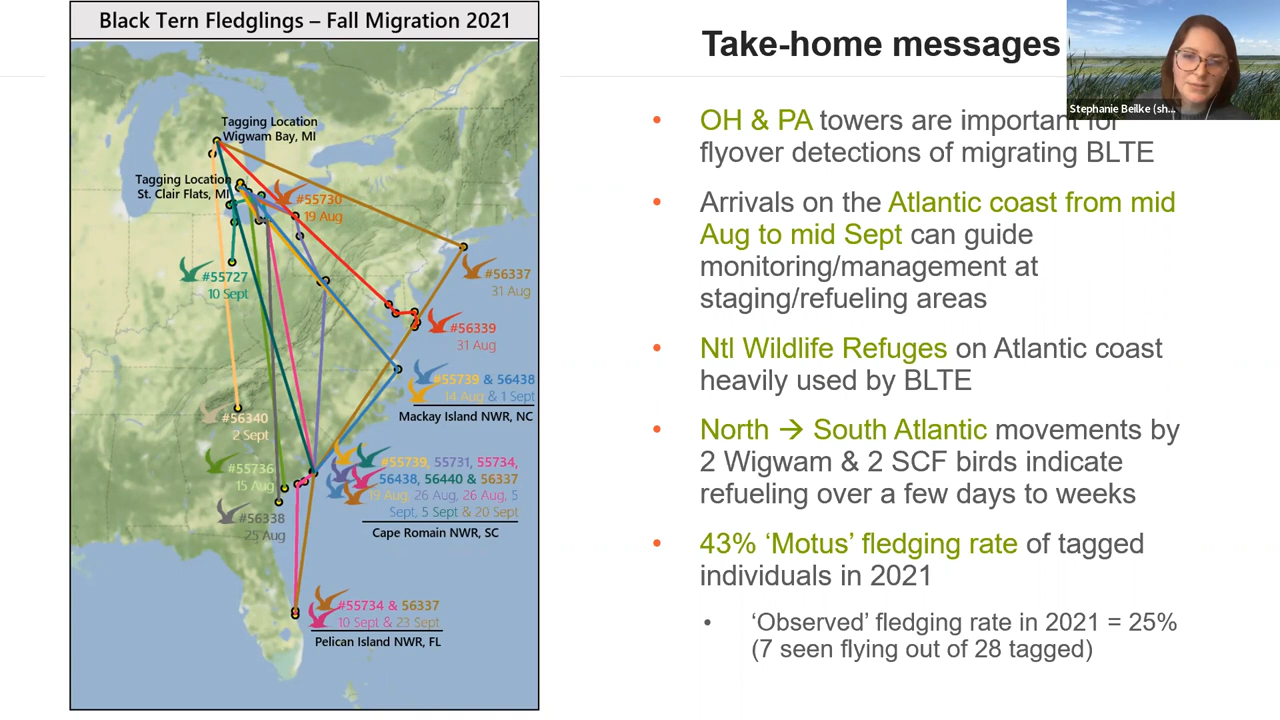 Black Tern Fledglings – Fall Migration 2021
Tagging Location
Wigwam Bay, MI
Tagging Location
St. Clair Flats, MI
#55730
19 Aug
#55727
10 Sept
#56337
31 Aug
#56339
31 Aug
#55739 & 56438
14 Aug & 1 Sept
Mackay Island NWR, NC
#56340
2 Sept
#55736
15 Aug
#56338
25 Aug
#55739, 55731, 55734,
56438, 56440 & 56337
19 Aug, 26 Aug, 26 Aug, 5
Sept, 5 Sept & 20 Sept
Cape Romain NWR, SC
#55734 & 56337
10 Sept & 23 Sept
Pelican Island NWR, FL
Take-home messages
Stephanie Beilke (sh...
• OH & PA towers are important for
flyover detections of migrating BLTE
• Arrivals on the Atlantic coast from mid
Aug to mid Sept can guide
monitoring/management at
staging/refueling areas
• Ntl Wildlife Refuges on Atlantic coast
heavily used by BLTE
• North → South Atlantic movements by
2 Wigwam & 2 SCF birds indicate
refueling over a few days to weeks
• 43% ‘Motus’ fledging rate of tagged
individuals in 2021
• ‘Observed’ fledging rate in 2021 = 25%
(7 seen flying out of 28 tagged)